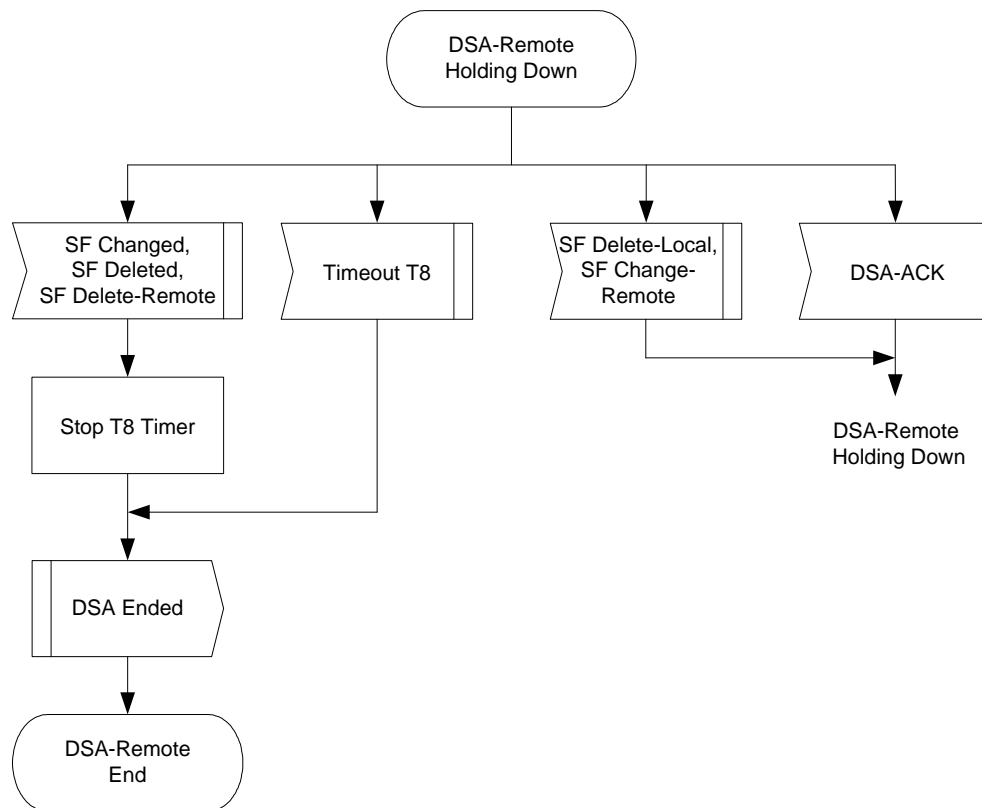 DSA-Remote
Holding Down
SF Changed,
SF Deleted,
SF Delete-Remote
Timeout T8
SF Delete-Local,
SF Change-
Remote
DSA-ACK
Stop T8 Timer
DSA-Remote
Holding Down
DSA Ended
DSA-Remote
End